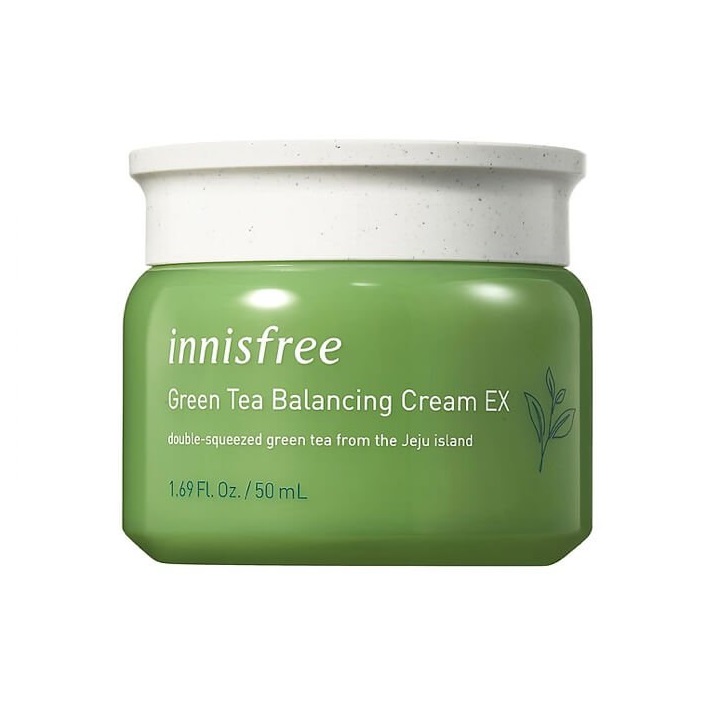 innisfree
Green Tea Balancing Cream EX
double-squeezed green tea from the Jeju island
1.69 Fl. Oz. / 50 mL